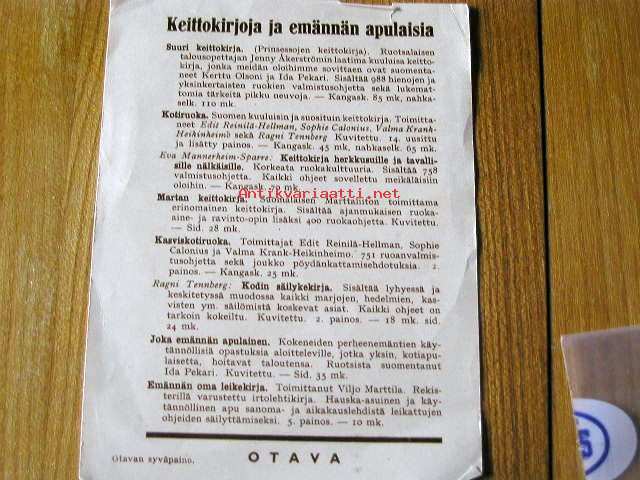 Keittokirjoja ja emännän apulaisia
Suuri keittokirja. (Prinsessojen keittokirja). Ruotsalaisen
talousopettajan Jenny Åkerströmin laatima kuuluisa keitto-
kirja, jonka meidän oloihimme sovittaen ovat suomenta-
neet Kerttu Olsoni ja Ida Pekari. Sisältää 988 hienojen ja
yksinkertaisten ruokien valmistusohjetta sekä lukemat-
tomia tärkeitä pikku neuvoja. — Kangask. 85 mk, nahka-
selk. 110 mk.
Kotiruoka. Suomen kuuluisin ja suosituin keittokirja. Toimitta-
neet Edit Reinilä-Hellman, Sophie Calonius, Valma Krank-
Heikinheimo sekä Ragni Tennberg Kuvitettu. 14. uusittu
ja lisätty painos. — Kangask. 45 mk, nahkaselk. 65 mk.
Eva Mannerheim-Sparre: Keittokirja herkkusuille ja tavalli-
sille nälkäisille. Korkeata ruokakulttuuria. Sisältää 758
valmistusohjetta. Kaikki ohjeet sovellettu meikäläisiin
oloihin. — Kangask. 70 mk.
Antikvariaatti.net
Martan keittokirja. Suomalaisen Marttaliiton toimittama
erinomainen keittokirja. Sisältää ajanmukaisen ruoka-
aine- ja ravinto-opin lisäksi 400 ruokaohjetta. Kuvitettu.
— Sid. 28 mk.
Kasviskotiruoka. Toimittajat Edit Reinilä-Hellman, Sophie
Calonius ja Valma Krank-Heikinheimo. 751 ruoanvalmis-
tusohjetta sekä joukko pöydänkattamisehdotuksia. 2.
painos. — Kangask. 25 mk.
Ragni Tennberg: Kodin säilykekirja. Sisältää lyhyessä ja
keskitetyssä muodossa kaikki marjojen, hedelmien, kas-
visten ym. säilömistä koskevat asiat. Kaikki ohjeet on
tarkoin kokeiltu. Kuvitettu. 2. painos. — 18 mk. sid.
24 mk.
Joka emännän apulainen. Kokeneiden perheenemäntien käy-
tännöllisiä opastuksia aloitteleville, jotka yksin, kotiapu-
laisetta, hoitavat taloutensa. Ruotsista suomentanut
Ida Pekari. Kuvitettu. — Sid. 35 mk.
Emännän oma leikekirja. Toimittanut Viljo Marttila. Rekis-
terillä varustettu irtolehtikirja. Hauska-asuinen ja käy-
tännöllinen apu sanoma- ja aikakauslehdistä leikattujen
ohjeiden säilyttämiseksi. 5. painos. — 10 mk.
Otavan syväpaino.
OTAVA